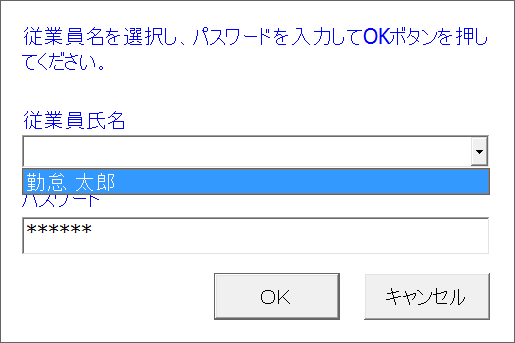 従業員名を選択し、パスワードを入力してOKボタンを押し
てください。
従業員氏名
勤怠 太郎
パスワード
******
OK
キャンセル